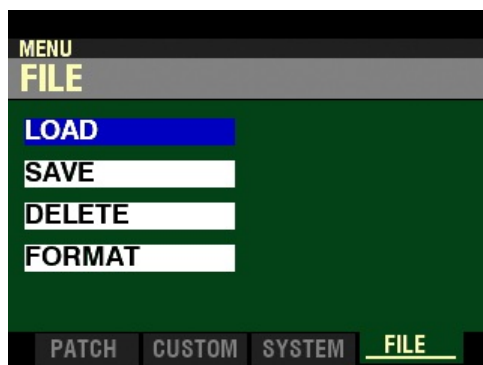 MENU
FILE
LOAD
SAVE
DELETE
FORMAT
PATCH CUSTOM SYSTEM FILE